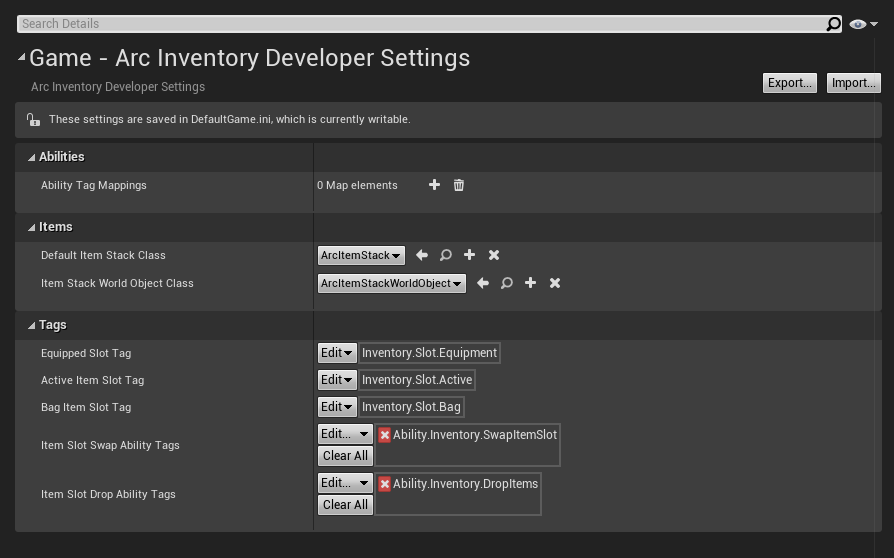 Search Details
Game - Arc Inventory Developer Settings
Arc Inventory Developer Settings
Export...
Import...
These settings are saved in DefaultGame.ini, which is currently writable.
Abilities
Ability Tag Mappings
0 Map elements
Items
Default Item Stack Class
ArcItemStack
Item Stack World Object Class
ArcItemStackWorldObject
Tags
Equipped Slot Tag
Edit
Inventory.Slot.Equipment
Active Item Slot Tag
Edit
Inventory.Slot.Active
Bag Item Slot Tag
Edit
Inventory.Slot.Bag
Item Slot Swap Ability Tags
Edit...
Clear All
Ability.Inventory.SwapItemSlot
Item Slot Drop Ability Tags
Edit...
Clear All
Ability.Inventory.DropItems